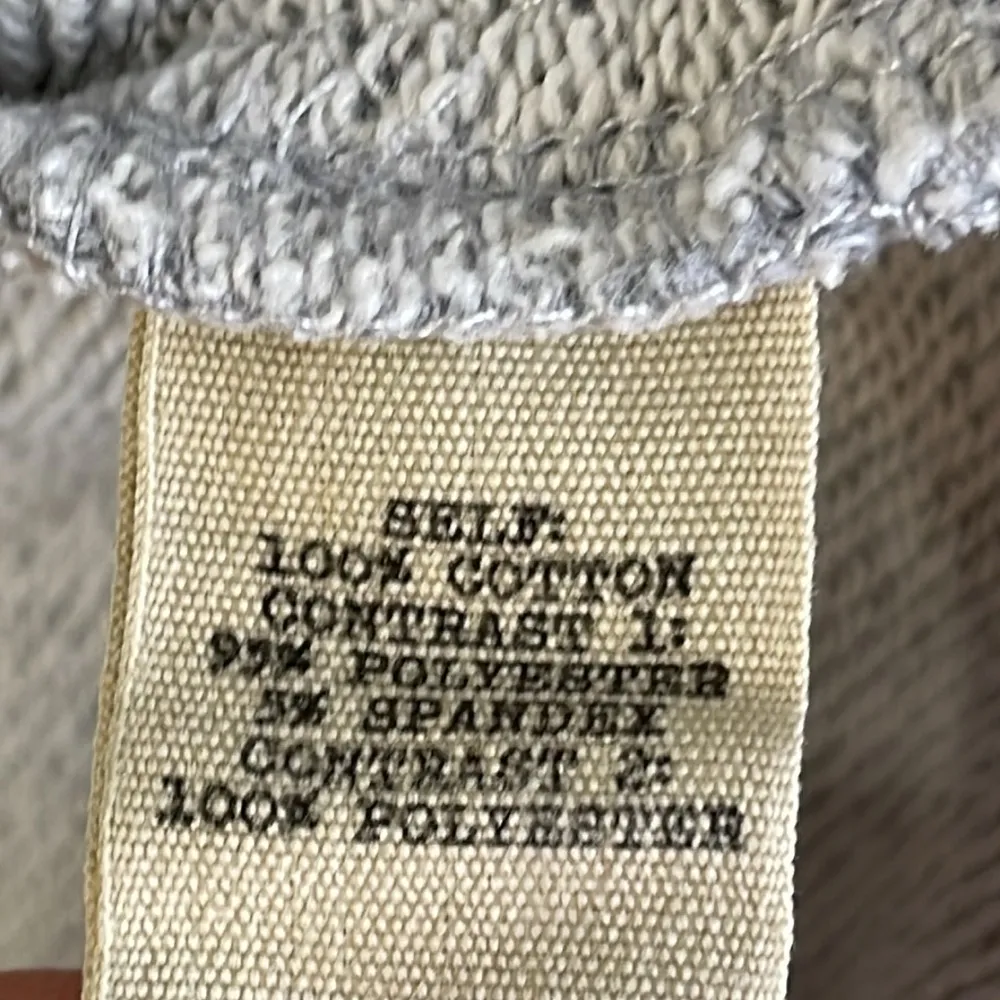 SELF:
100% COTTON
CONTRAST 1:
95% POLYESTER
5% SPANDEX
CONTRAST 2:
100% POLYESTER